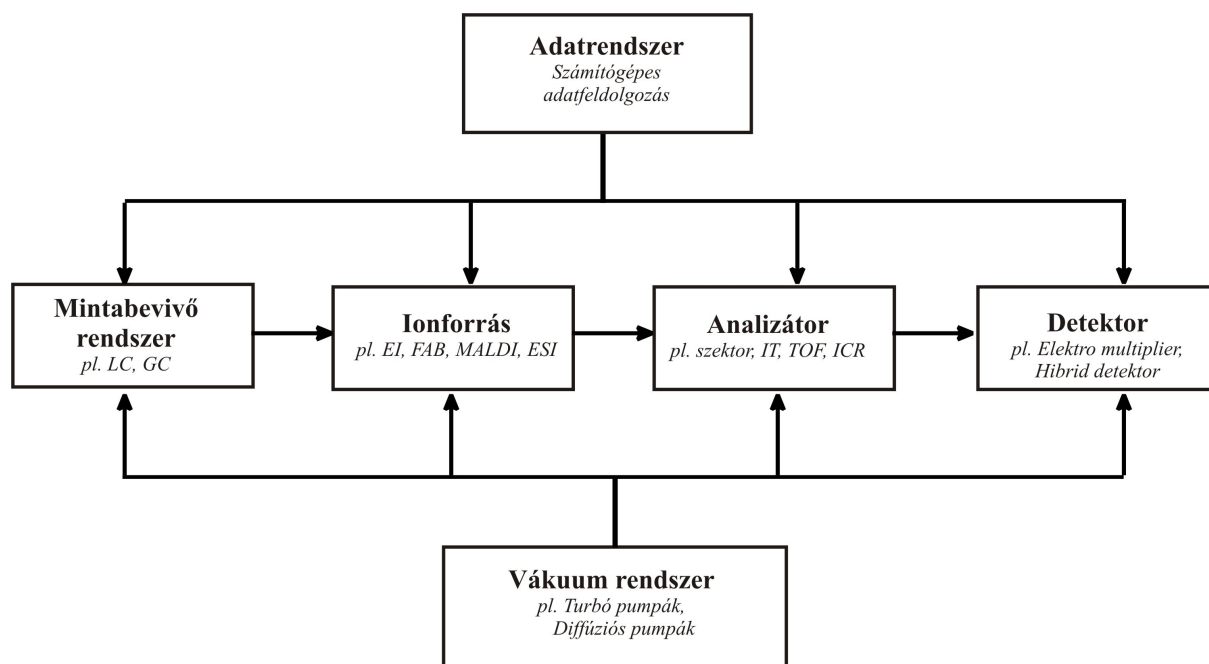 Adatrendszer
Számítógépes
adatfeldolgozás
Mintabevivő
rendszer
pl. LC, GC
Ionforrás
pl. EI, FAB, MALDI, ESI
Analizátor
pl. szektor, IT, TOF, ICR
Detektor
pl. Elektro multiplier,
Hibrid detektor
Vákuum rendszer
pl. Turbó pumpák,
Diffúziós pumpák